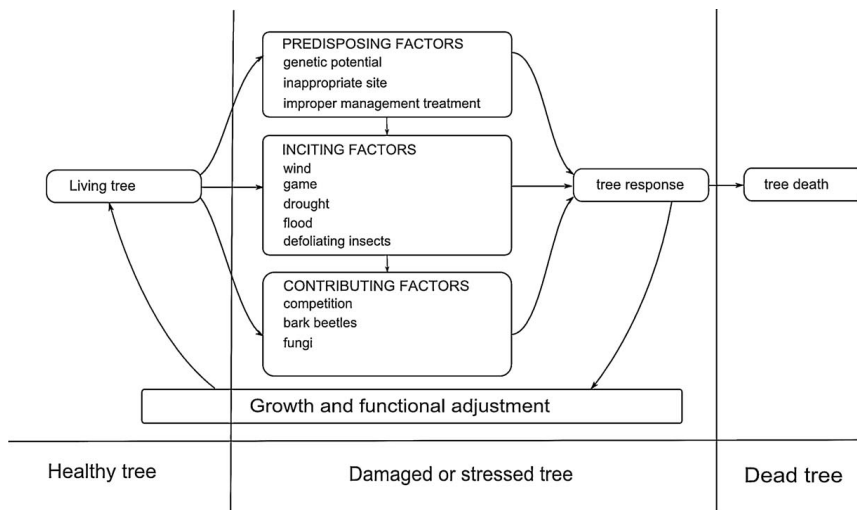 PREDISPOSING FACTORS
genetic potential
inappropriate site
improper management treatment
INCITING FACTORS
wind
game
drought
flood
defoliating insects
Living tree
tree response
tree death
CONTRIBUTING FACTORS
competition
bark beetles
fungi
Growth and functional adjustment
Healthy tree
Damaged or stressed tree
Dead tree